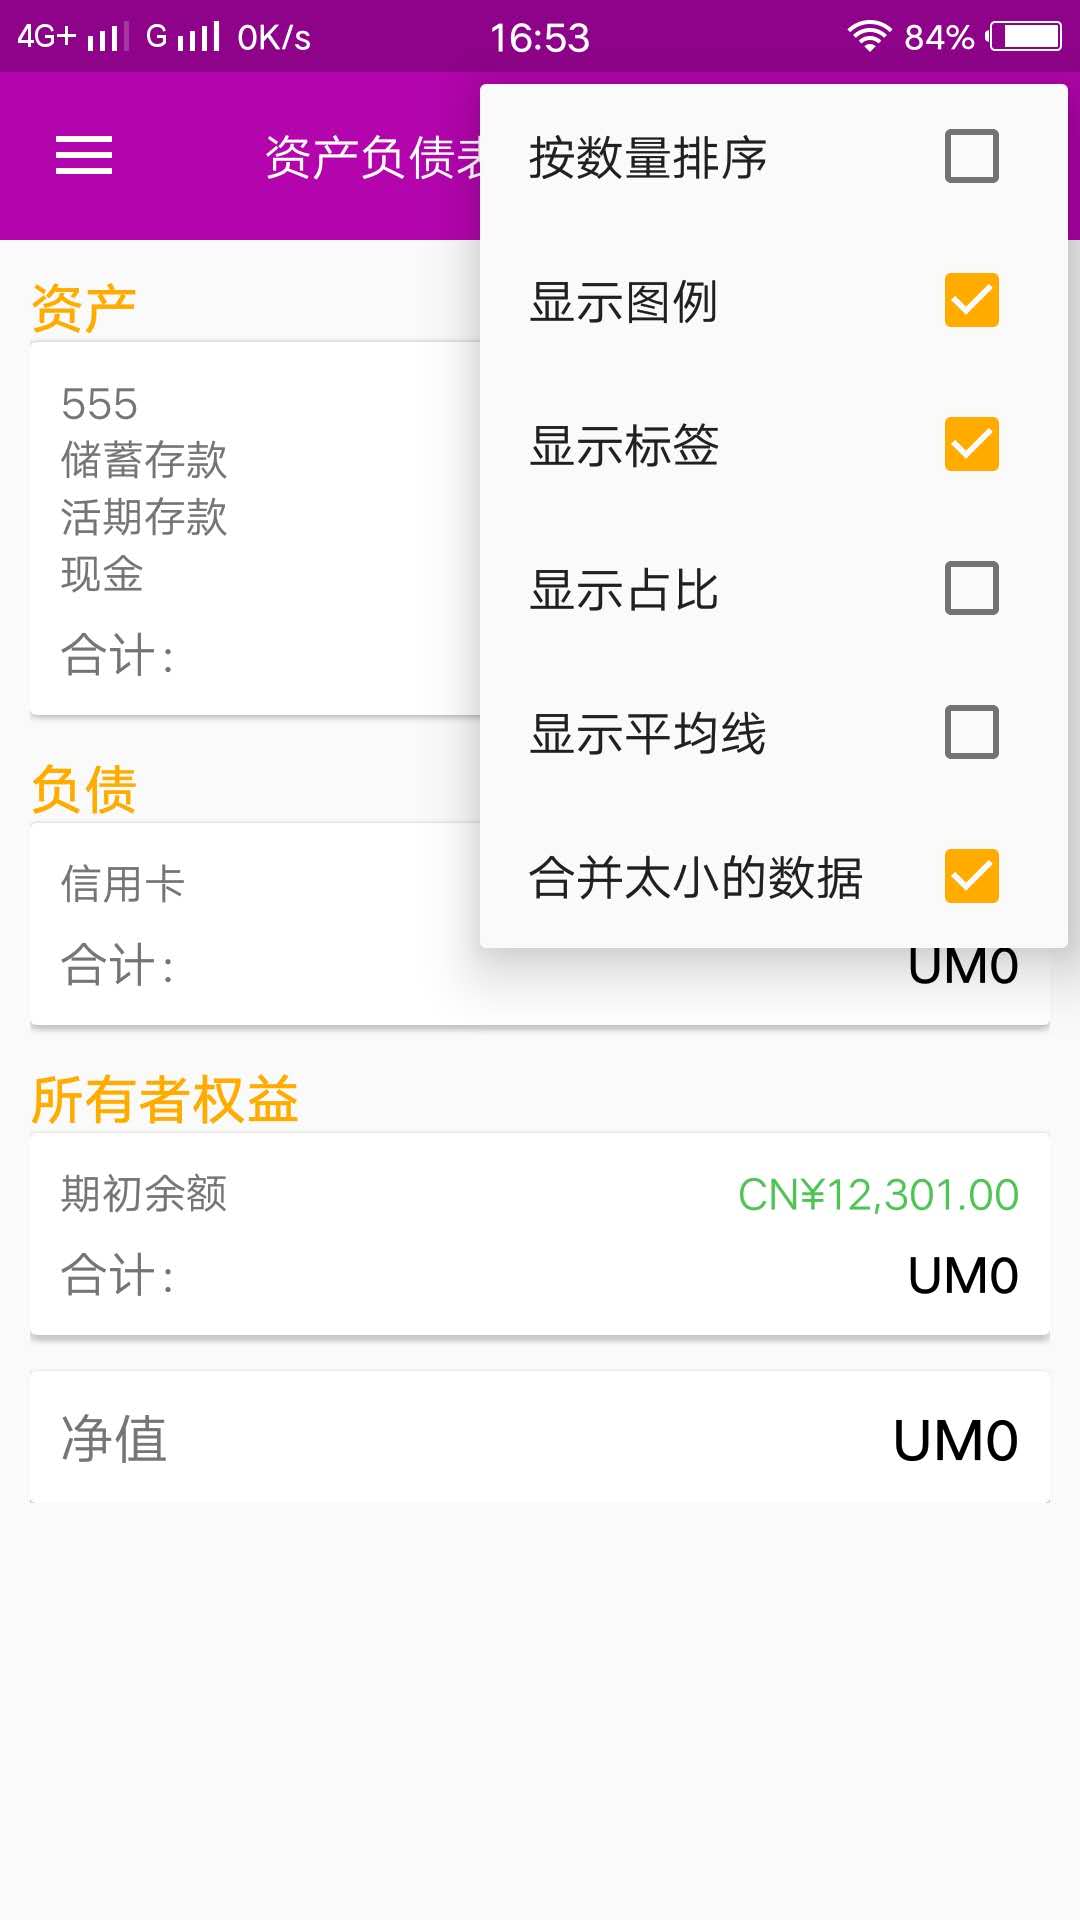 4G+ G 0K/s 16:53 84%
资产负债表
按数量排序
显示图例
显示标签
显示占比
显示平均线
合并太小的数据
资产
555
储蓄存款
活期存款
现金
合计:
负债
信用卡
合计: UM0
所有者权益
期初余额 CN¥12,301.00
合计: UM0
净值 UM0